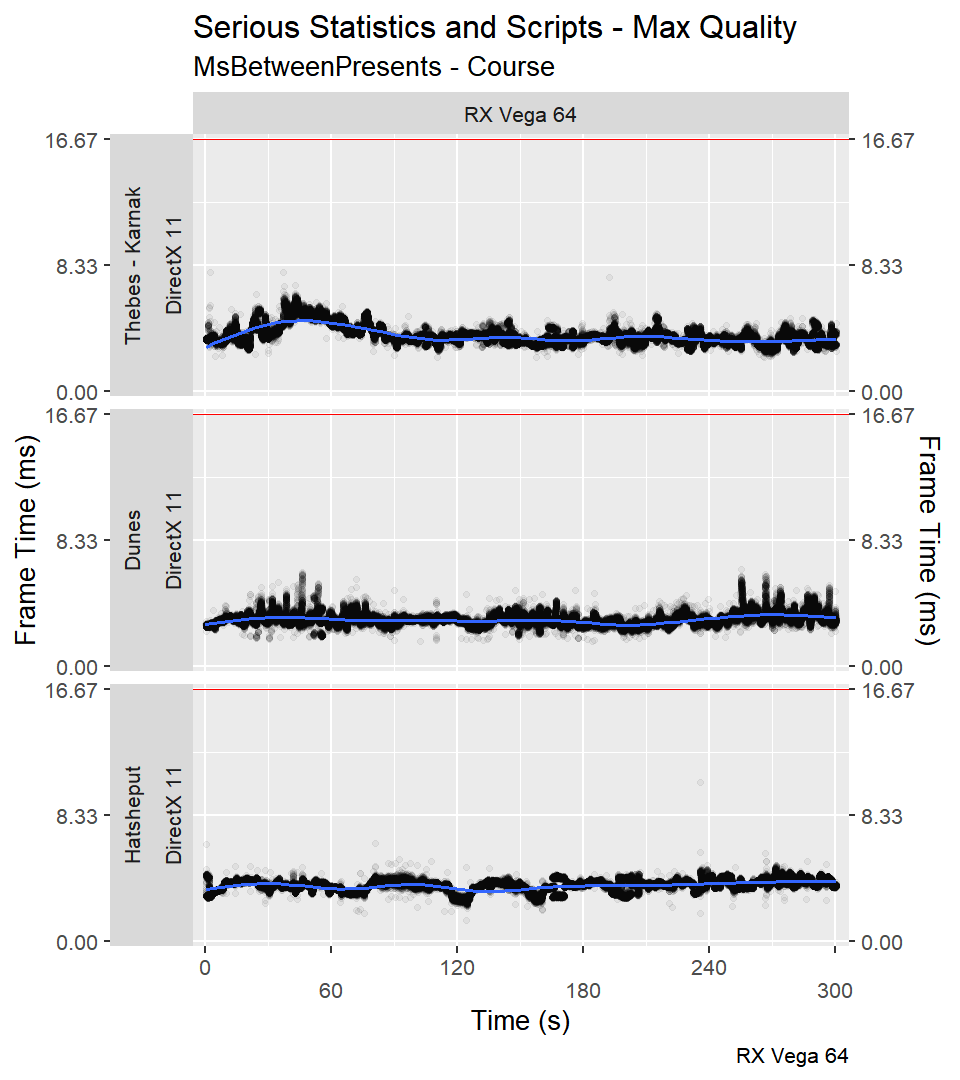 Serious Statistics and Scripts - Max Quality
MsBetweenPresents - Course
RX Vega 64
Frame Time (ms)
Thebes - Karnak
DirectX 11
16.67
8.33
0.00
16.67
8.33
0.00
Dunes
DirectX 11
16.67
8.33
0.00
16.67
8.33
0.00
Hatsheput
DirectX 11
16.67
8.33
0.00
16.67
8.33
0.00
Frame Time (ms)
0 60 120 180 240 300
Time (s)
RX Vega 64